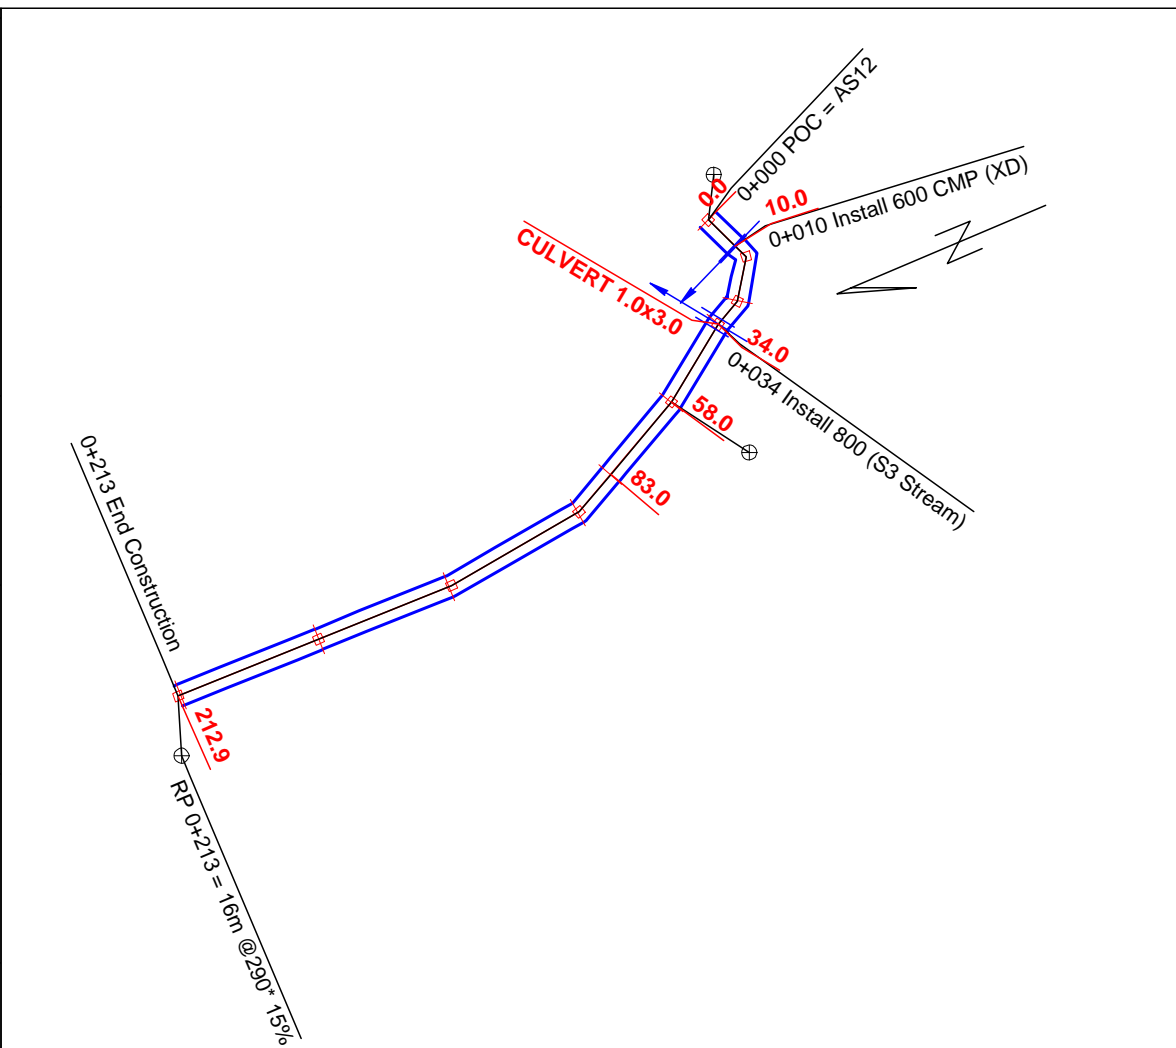 0+000 POC = AS12
0.0
10.0
0+010 Install 600 CMP (XD)
Z
CULVERT 1.0x3.0
34.0
0+034 Install 800 (S3 Stream)
58.0
83.0
0+213 End Construction
212.9
RP 0+213 = 16m @290* 15%